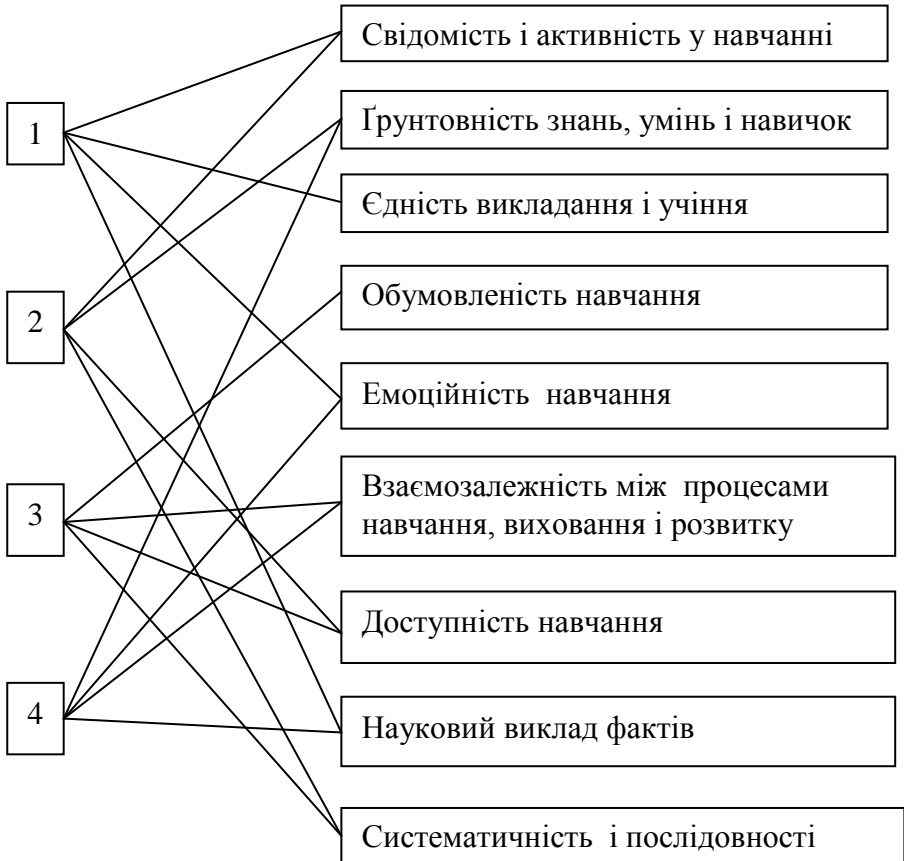 Свідомість і активність у навчанні
1
Ґрунтовність знань, умінь і навичок
Єдність викладання і учіння
2
Обумовленість навчання
Емоційність навчання
3
Взаємозалежність між процесами
навчання, виховання і розвитку
Доступність навчання
4
Науковий виклад фактів
Систематичність і послідовності